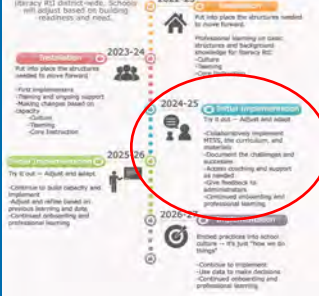 literacy RtI district-wide. Schools
will adjust based on building
readiness and need.
Installation
Put into place the structures needed
to move forward
Professional learning on basic
structures and background
knowledge for literacy RtI:
-Culture
-Teaming
-Core Instruction
2023-24
Installation
Put into place the structures
needed to move forward
-First implementers
-Training and ongoing support
-Making changes based on
capacity
-Culture
-Teaming
-Core Instruction
2024-25
Initial Implementation
Try it out — Adjust and adapt
-Collaboratively implement
MTSS, the curriculum, and
materials
-Document the challenges and
successes
-Access coaching and support
as needed
-Give feedback to
administrators
-Continued onboarding and
professional learning
2025-26
Initial Implementation
Try it out — Adjust and adapt
-Continue to build capacity and
implement
-Adjust and refine based on
previous learning and data
-Continued onboarding and
professional learning
2026-27
Implementation
Embed practices into school
culture — it's just "how we do
things"
-Continue to implement
-Use data to make decisions
-Continued onboarding and
professional learning